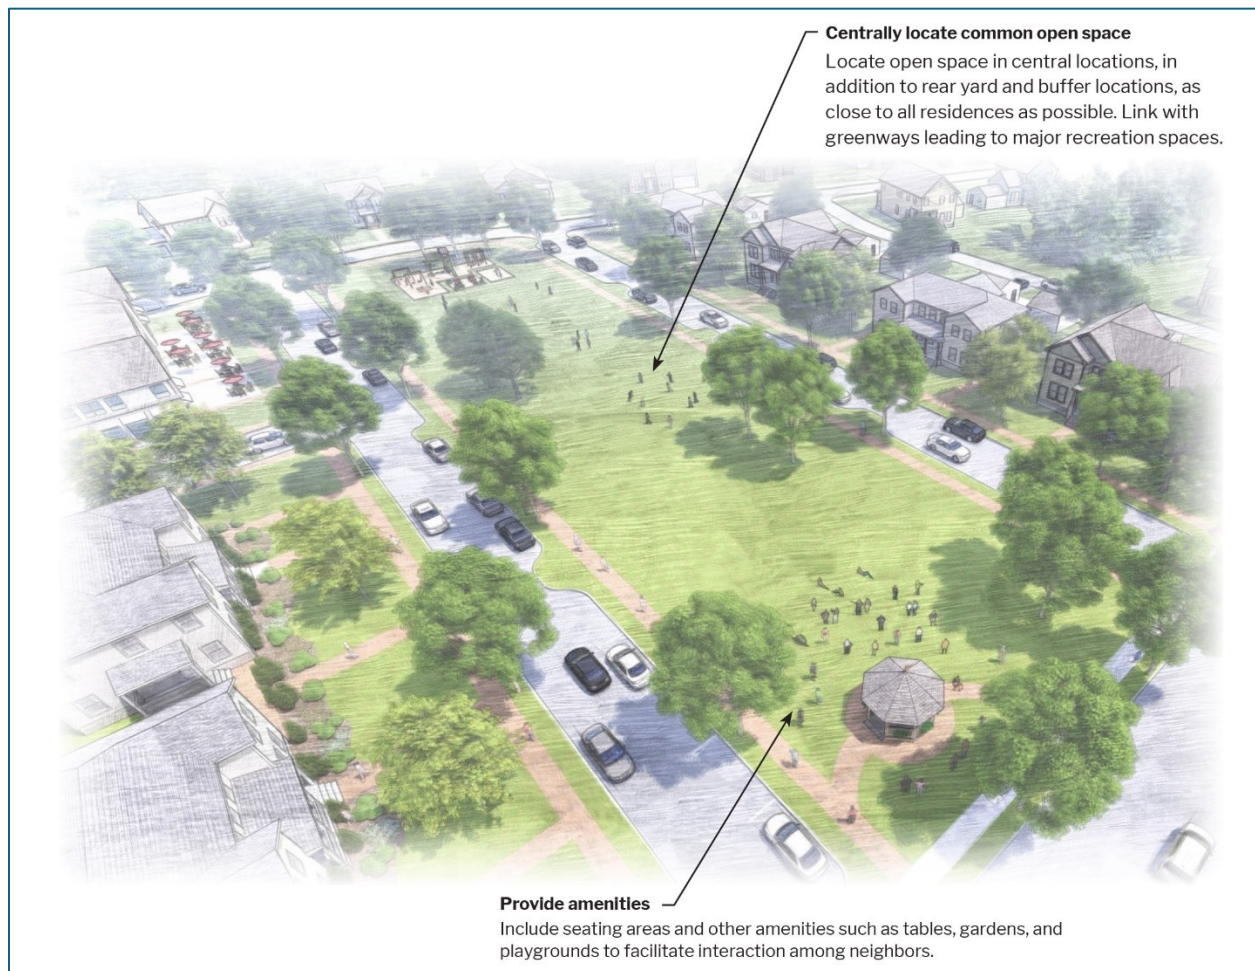 Centrally locate common open space
Locate open space in central locations, in
addition to rear yard and buffer locations, as
close to all residences as possible. Link with
greenways leading to major recreation spaces.
Provide amenities
Include seating areas and other amenities such as tables, gardens, and
playgrounds to facilitate interaction among neighbors.